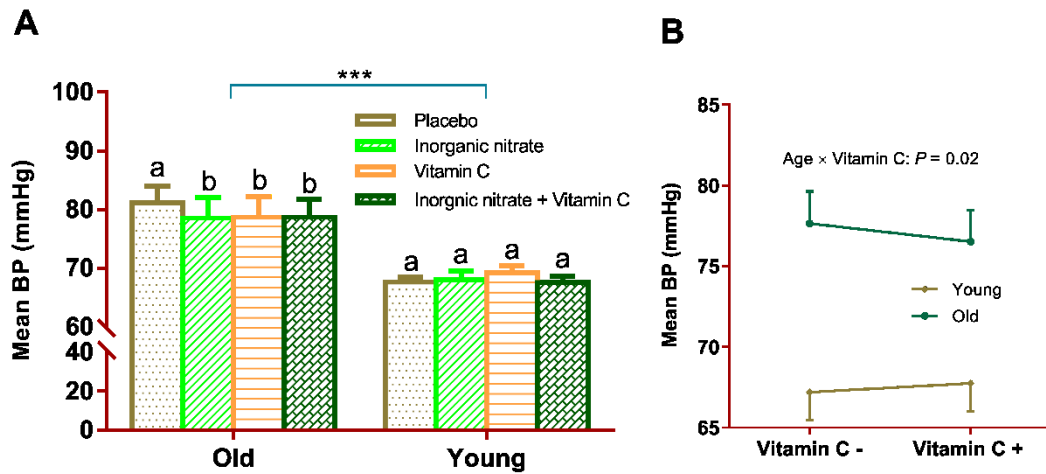 A
***
Placebo
Inorganic nitrate
Vitamin C
Inorgnic nitrate + Vitamin C
Mean BP (mmHg)
100
90
80
70
60
40
20
0
a
b
b
b
a
a
a
a
Old
Young
B
Age × Vitamin C: P = 0.02
Mean BP (mmHg)
85
80
75
70
65
Young
Old
Vitamin C -
Vitamin C +